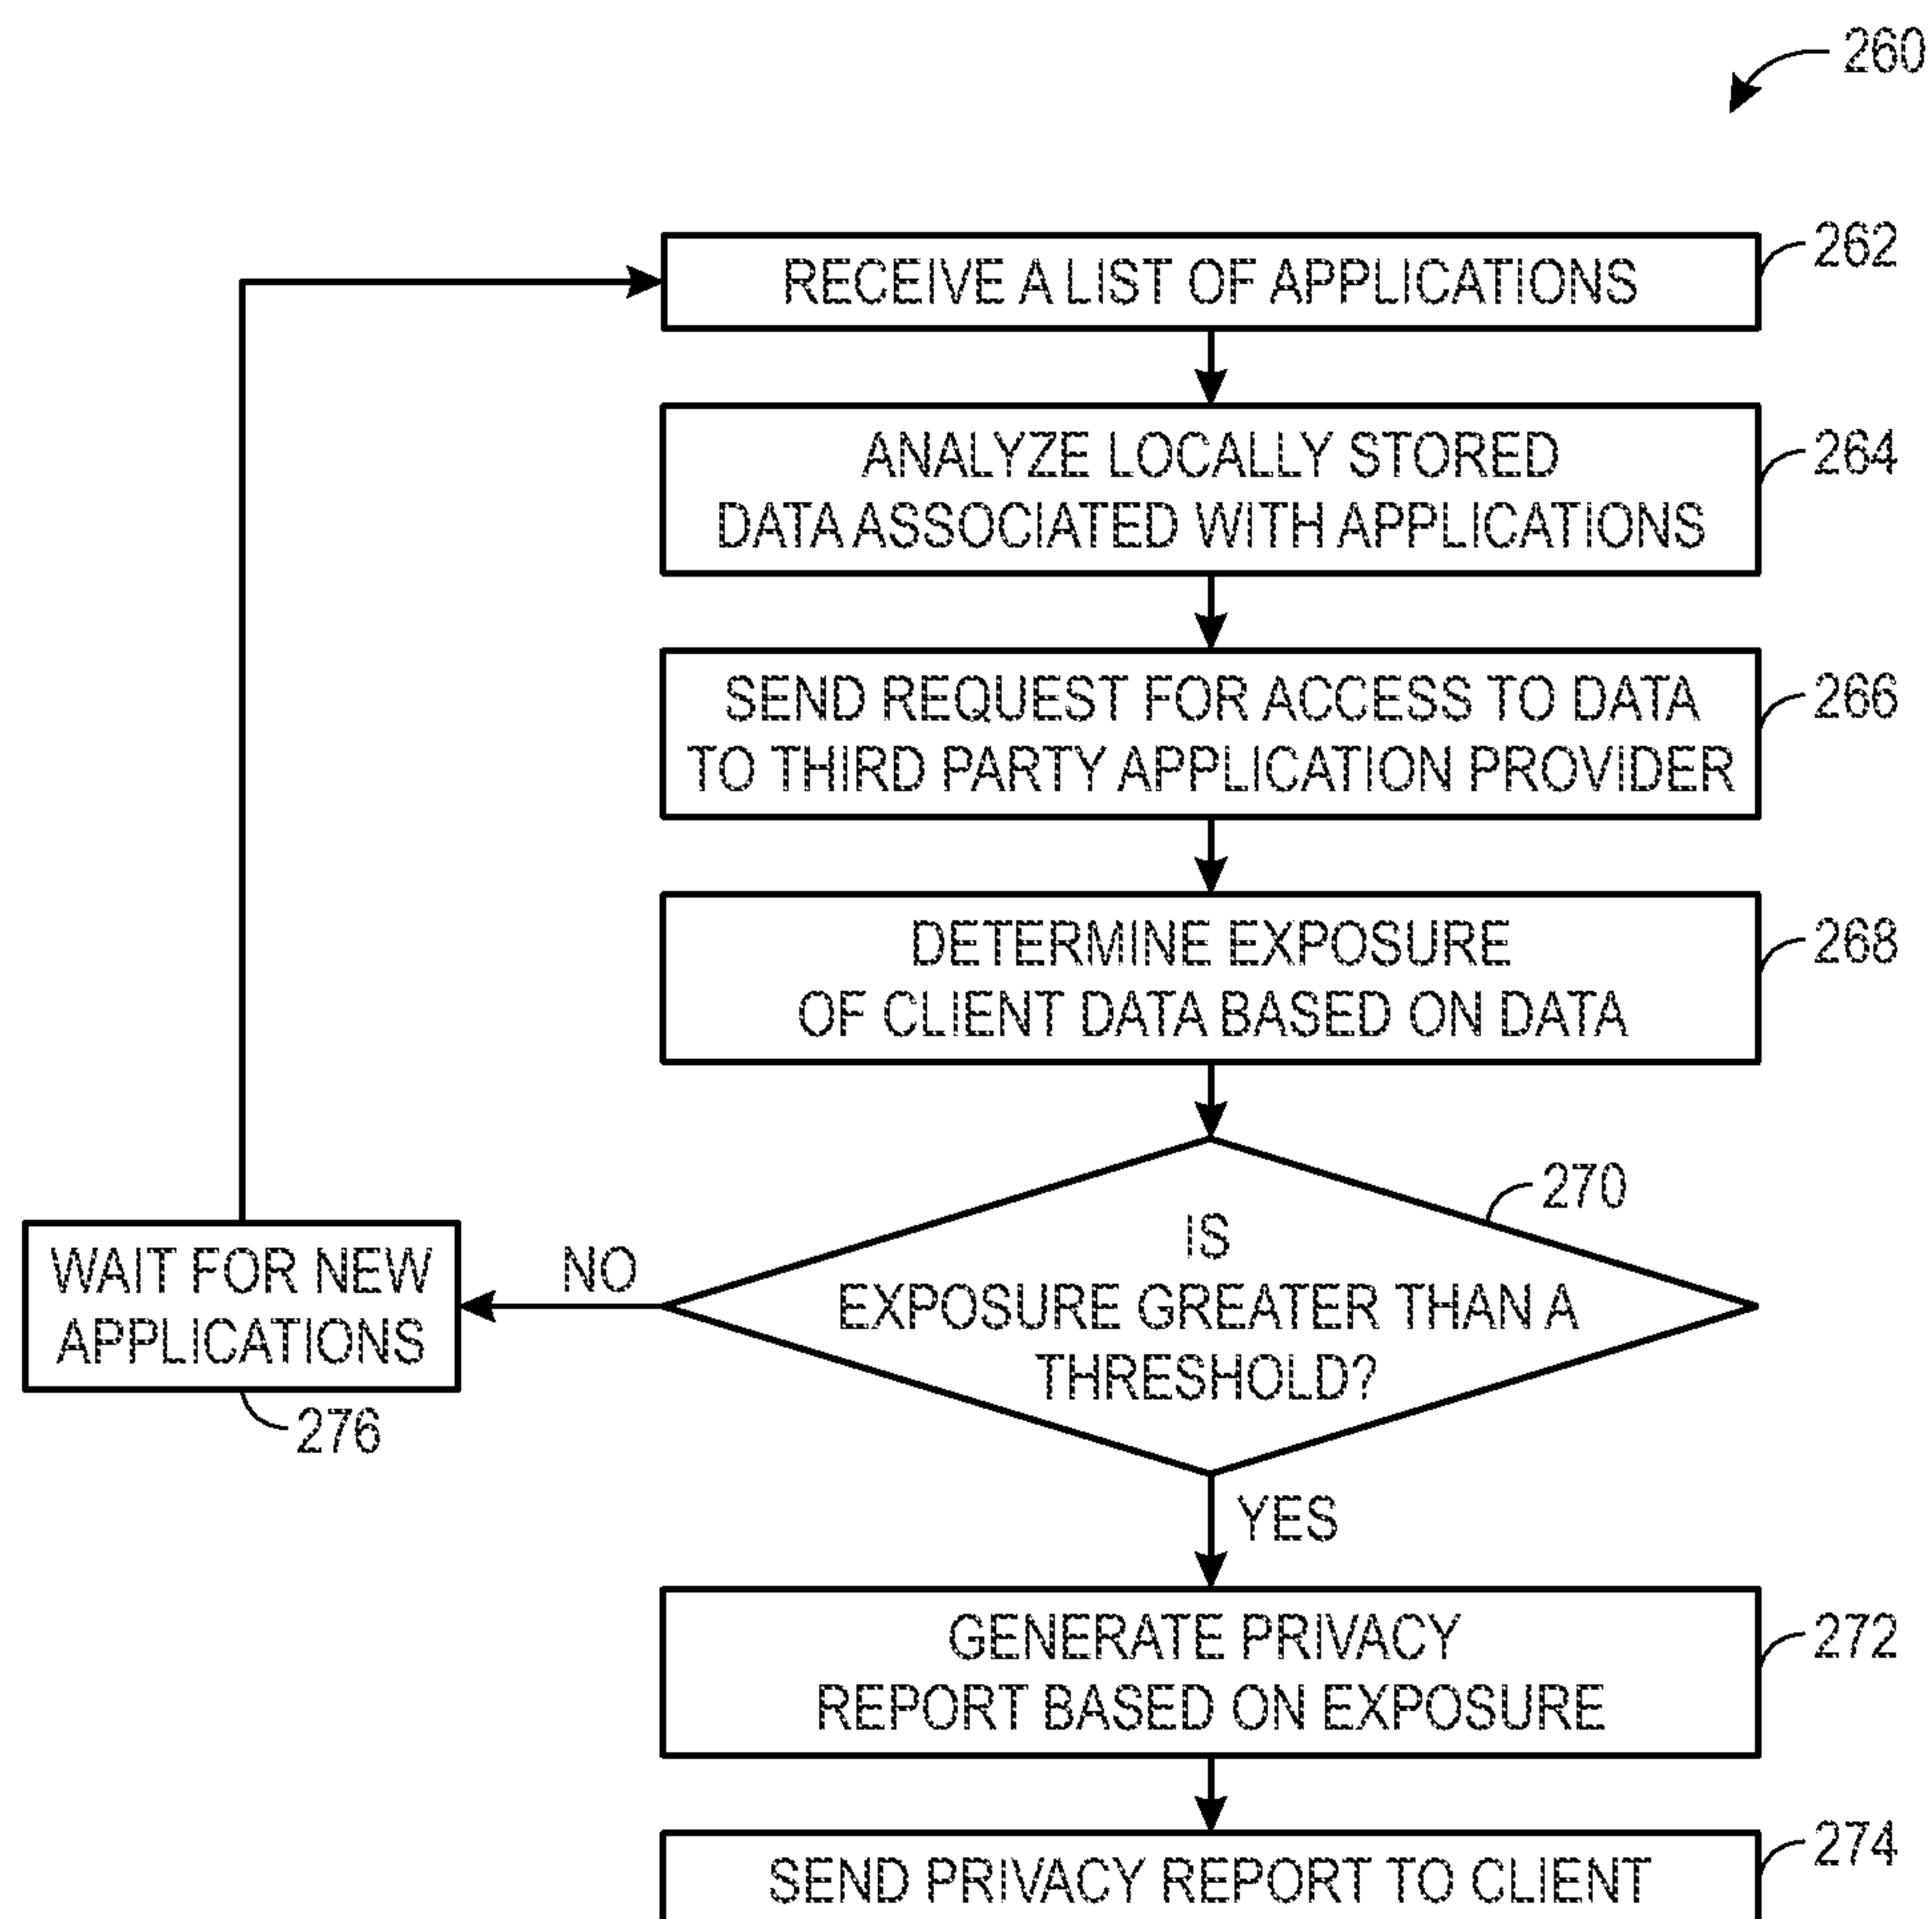 260
RECEIVE A LIST OF APPLICATIONS
262
ANALYZE LOCALLY STORED
DATA ASSOCIATED WITH APPLICATIONS
264
SEND REQUEST FOR ACCESS TO DATA
TO THIRD PARTY APPLICATION PROVIDER
266
DETERMINE EXPOSURE
OF CLIENT DATA BASED ON DATA
268
IS
EXPOSURE GREATER THAN A
THRESHOLD?
270
NO
WAIT FOR NEW
APPLICATIONS
276
YES
GENERATE PRIVACY
REPORT BASED ON EXPOSURE
272
SEND PRIVACY REPORT TO CLIENT
274